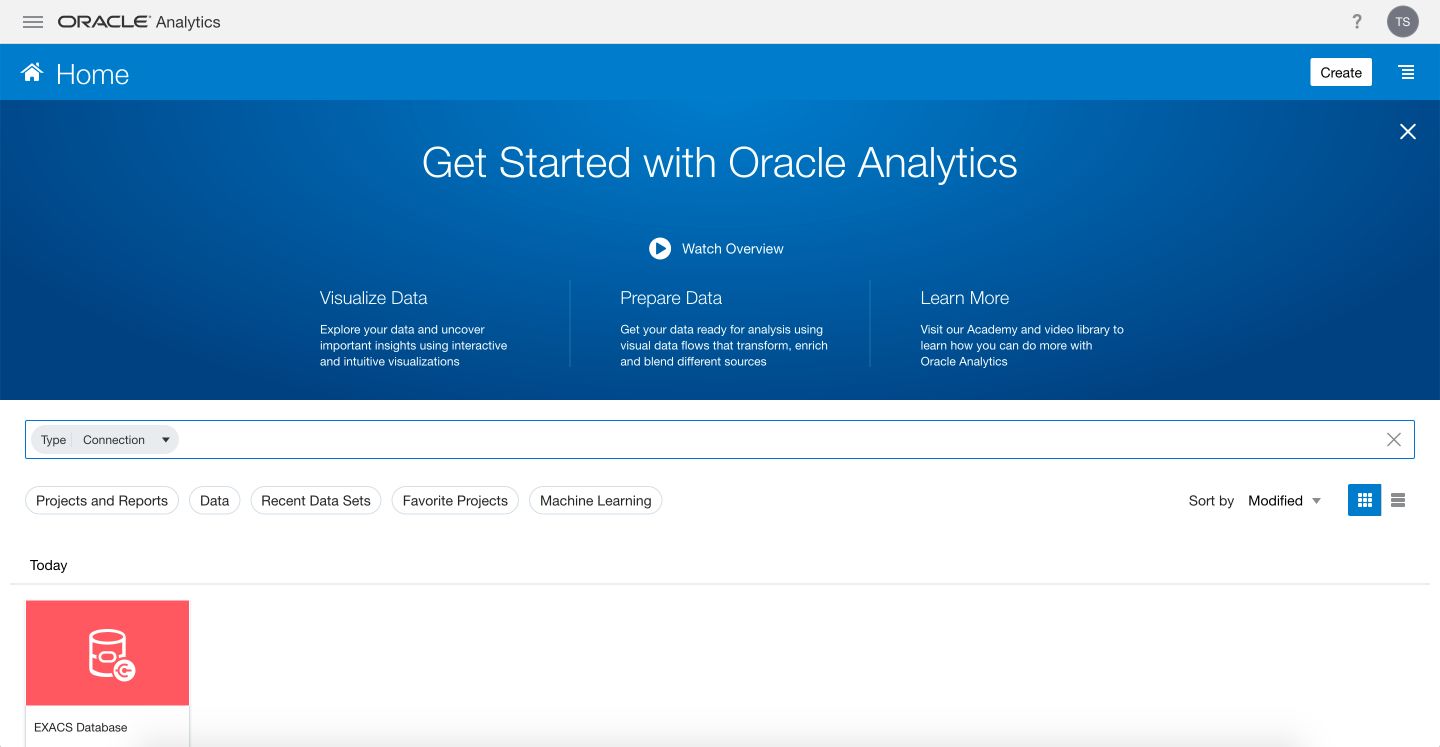 ORACLE Analytics
?
TS
Home
Create
Get Started with Oracle Analytics
Watch Overview
Visualize Data
Explore your data and uncover
important insights using interactive
and intuitive visualizations
Prepare Data
Get your data ready for analysis using
visual data flows that transform, enrich
and blend different sources
Learn More
Visit our Academy and video library to
learn how you can do more with
Oracle Analytics
Type Connection
Projects and Reports
Data
Recent Data Sets
Favorite Projects
Machine Learning
Sort by Modified
Today
EXACS Database